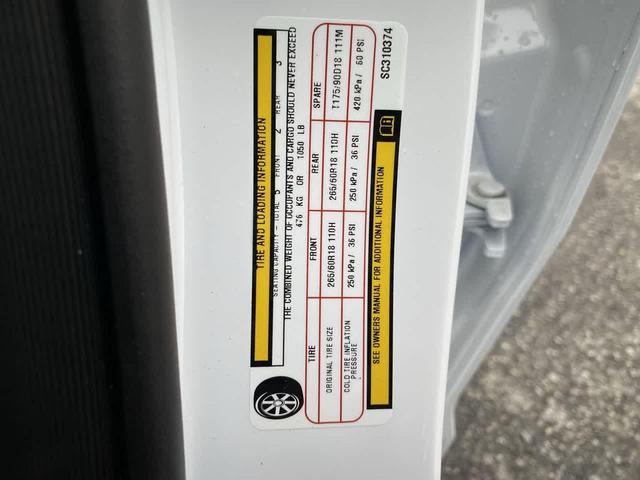 TIRE AND LOADING INFORMATION
SEATING CAPACITY – TOTAL 5 FRONT 2 REAR 3
THE COMBINED WEIGHT OF OCCUPANTS AND CARGO SHOULD NEVER EXCEED
476 KG OR 1050 LB
TIRE FRONT REAR SPARE
ORIGINAL TIRE SIZE 265/60R18 110H 265/60R18 110H T175/90D18 111M
COLD TIRE INFLATION PRESSURE 250 kPa / 36 PSI 250 kPa / 36 PSI 420 kPa / 60 PSI
SEE OWNERS MANUAL FOR ADDITIONAL INFORMATION
SC310374